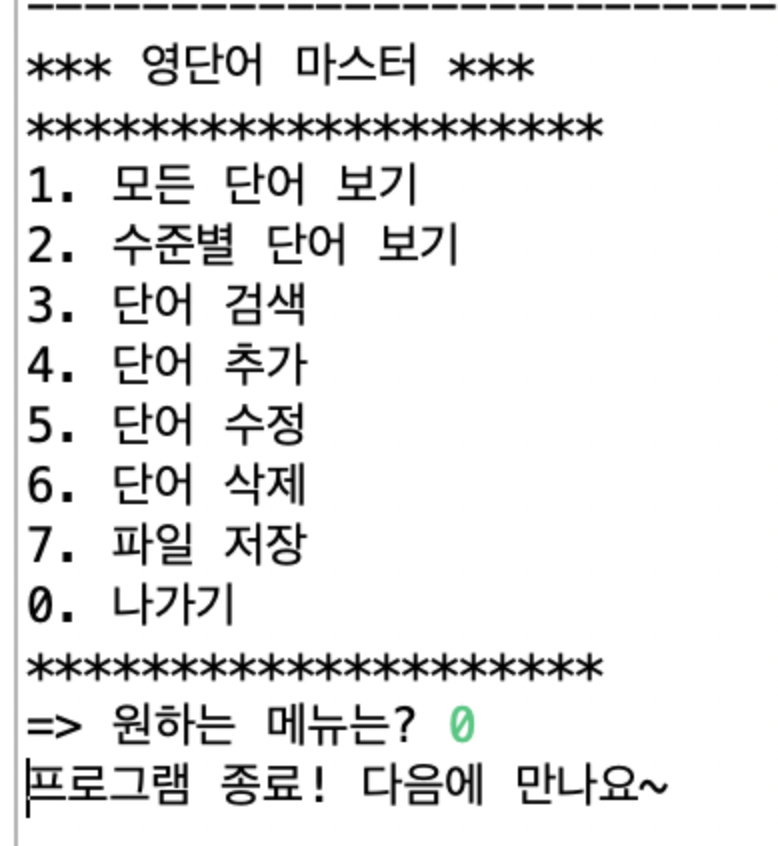 *** 영단어 마스터 ***
********************
1. 모든 단어 보기
2. 수준별 단어 보기
3. 단어 검색
4. 단어 추가
5. 단어 수정
6. 단어 삭제
7. 파일 저장
0. 나가기
********************
=> 원하는 메뉴는? 0
프로그램 종료! 다음에 만나요~